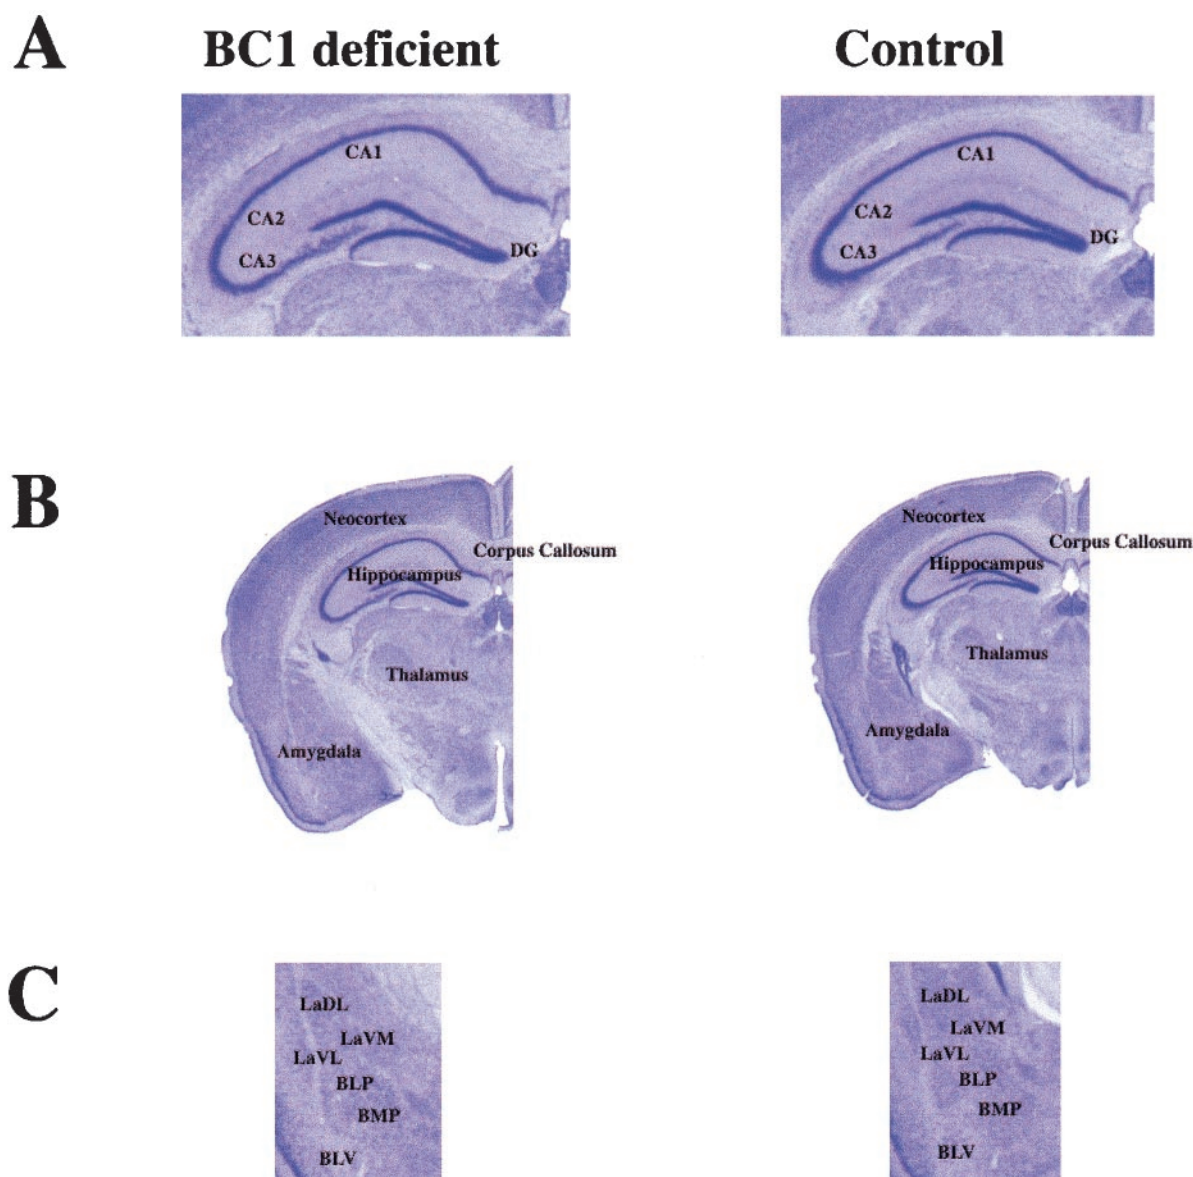 A
BC1 deficient
Control
CA1
CA2
CA3
DG
CA1
CA2
CA3
DG
B
Neocortex
Corpus Callosum
Hippocampus
Thalamus
Amygdala
Neocortex
Corpus Callosum
Hippocampus
Thalamus
Amygdala
C
LaDL
LaVM
LaVL
BLP
BMP
BLV
LaDL
LaVM
LaVL
BLP
BMP
BLV